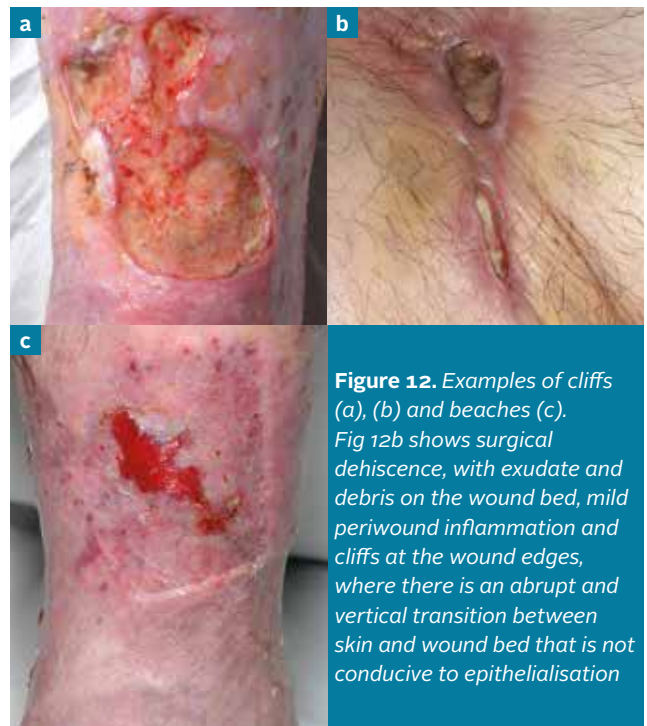 a
b
c
Figure 12. Examples of cliffs
(a), (b) and beaches (c).
Fig 12b shows surgical
dehiscence, with exudate and
debris on the wound bed, mild
periwound inflammation and
cliffs at the wound edges,
where there is an abrupt and
vertical transition between
skin and wound bed that is not
conducive to epithelialisation